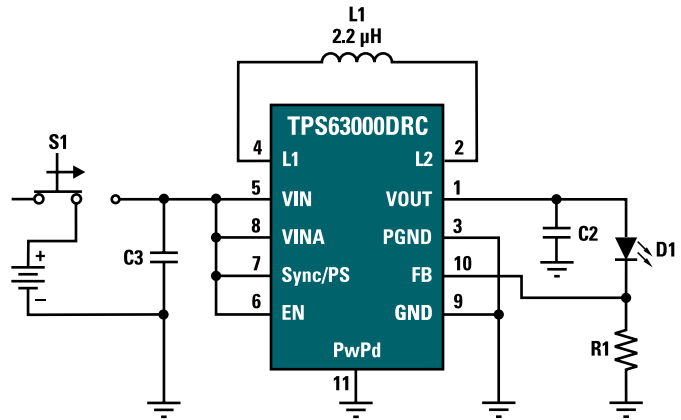 L1
2.2 µH
TPS63000DRC
S1
4 L1 L2 2
5 VIN VOUT 1
8 VINA PGND 3
C2
D1
C3
+
–
7 Sync/PS FB 10
6 EN GND 9
R1
PwPd
11